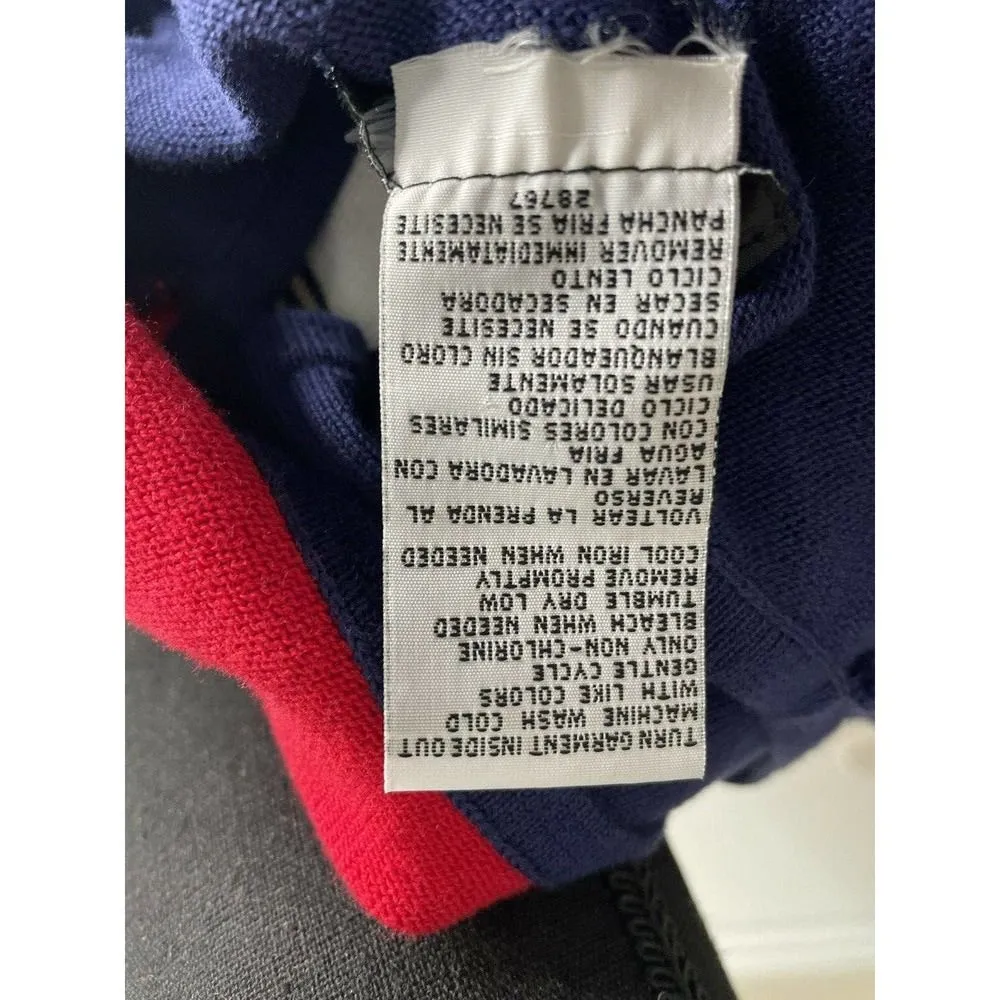 TURN GARMENT INSIDE OUT
MACHINE WASH COLD
WITH LIKE COLORS
GENTLE CYCLE
ONLY NON-CHLORINE
BLEACH WHEN NEEDED
TUMBLE DRY LOW
REMOVE PROMPTLY
COOL IRON WHEN NEEDED
VOLTEAR LA PRENDA AL
REVERSO
LAVAR EN LAVADORA CON
AGUA FRIA
CON COLORES SIMILARES
CICLO DELICADO
USAR SOLAMENTE
BLANQUEADOR SIN CLORO
CUANDO SE NECESITE
SECAR EN SECADORA
CICLO LENTO
REMOVER INMEDIATAMENTE
PANCHA FRIA SE NECESITE
28767